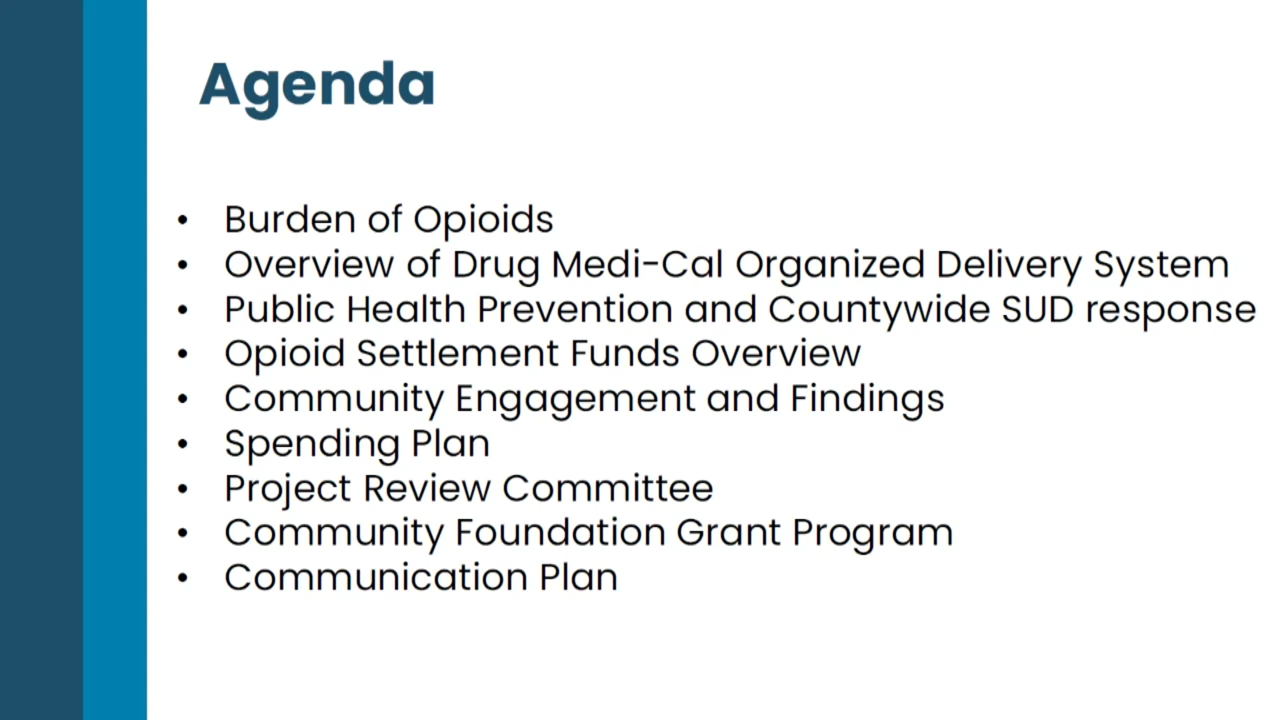 Agenda
• Burden of Opioids
• Overview of Drug Medi-Cal Organized Delivery System
• Public Health Prevention and Countywide SUD response
• Opioid Settlement Funds Overview
• Community Engagement and Findings
• Spending Plan
• Project Review Committee
• Community Foundation Grant Program
• Communication Plan